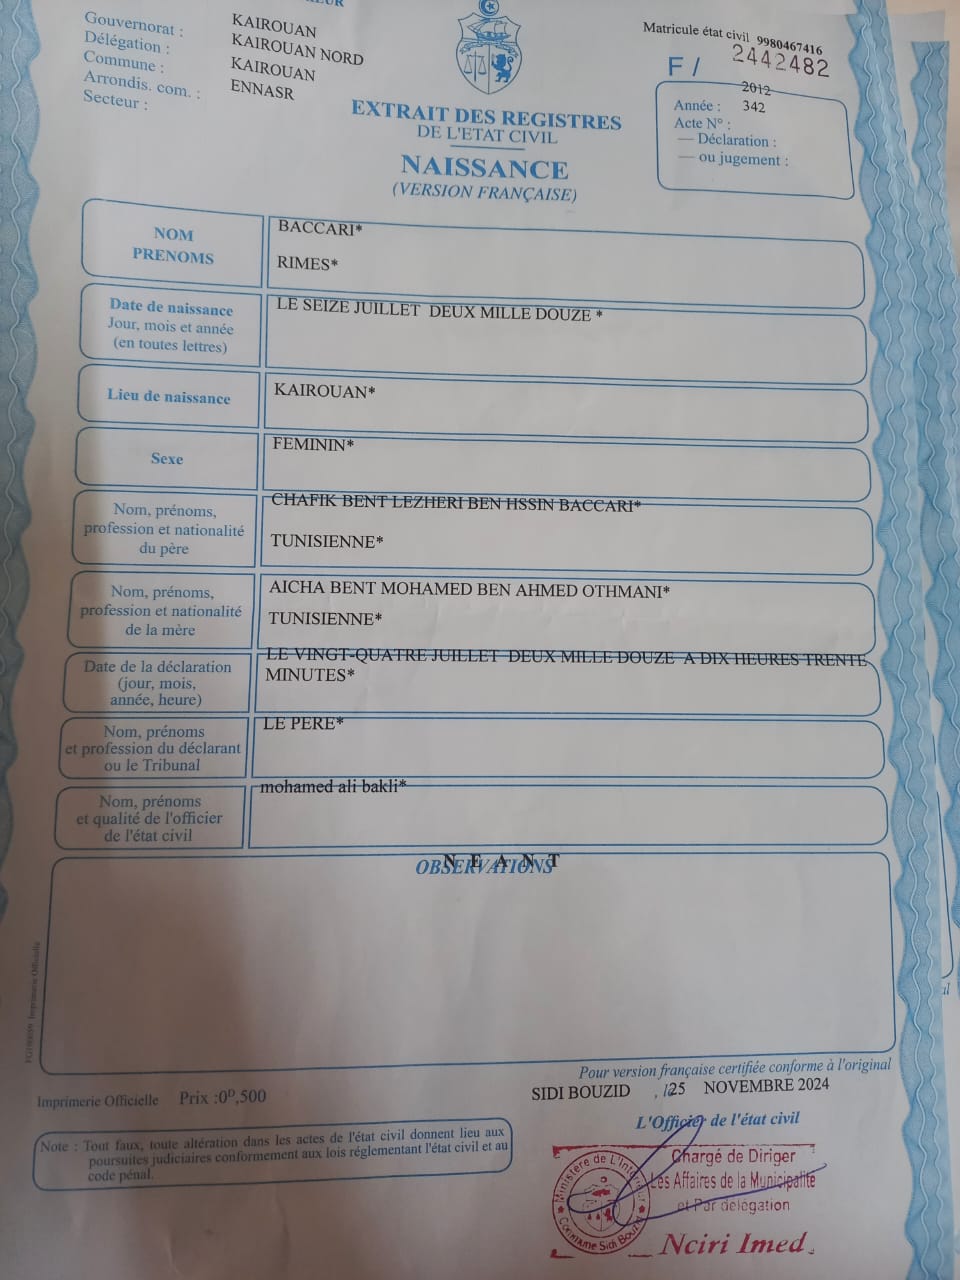 Gouvernorat : KAIROUAN
Délégation : KAIROUAN NORD
Commune : KAIROUAN
Arrondis. com. : ENNASR
Secteur :
Matricule état civil 9980467416
F / 2442482
2012
Année : 342
Acte N° :
— Déclaration :
— ou jugement :
EXTRAIT DES REGISTRES
DE L'ETAT CIVIL
NAISSANCE
(VERSION FRANÇAISE)
NOM BACCARI*
PRENOMS RIMES*
Date de naissance LE SEIZE JUILLET DEUX MILLE DOUZE *
Jour, mois et année
(en toutes lettres)
Lieu de naissance KAIROUAN*
Sexe FEMININ*
Nom, prénoms, CHAFIK BENT LEZHERI BEN HSSIN BACCARI*
profession et nationalité TUNISIENNE*
du père
Nom, prénoms, AICHA BENT MOHAMED BEN AHMED OTHMANI*
profession et nationalité TUNISIENNE*
de la mère
Date de la déclaration LE VINGT-QUATRE JUILLET DEUX MILLE DOUZE A DIX HEURES TRENTE
(jour, mois, MINUTES*
année, heure)
Nom, prénoms LE PERE*
et profession du déclarant
ou le Tribunal
Nom, prénoms mohamed ali bakli*
et qualité de l'officier
de l'état civil
OBSERVATIONS
N E A N T
FG190059 Imprimerie Officielle
Pour version française certifiée conforme à l'original
Imprimerie Officielle Prix :0ᴰ,500
SIDI BOUZID , 25 NOVEMBRE 2024
L'Officier de l'état civil
Note : Tout faux, toute altération dans les actes de l'état civil donnent lieu aux
poursuites judiciaires conformement aux lois réglementant l'état civil et au
code pénal.
Chargé de Diriger
Les Affaires de la Municipalité
et Par délégation
Nciri Imed
Ministère de L'Intérieur
Commune Sidi Bouzid